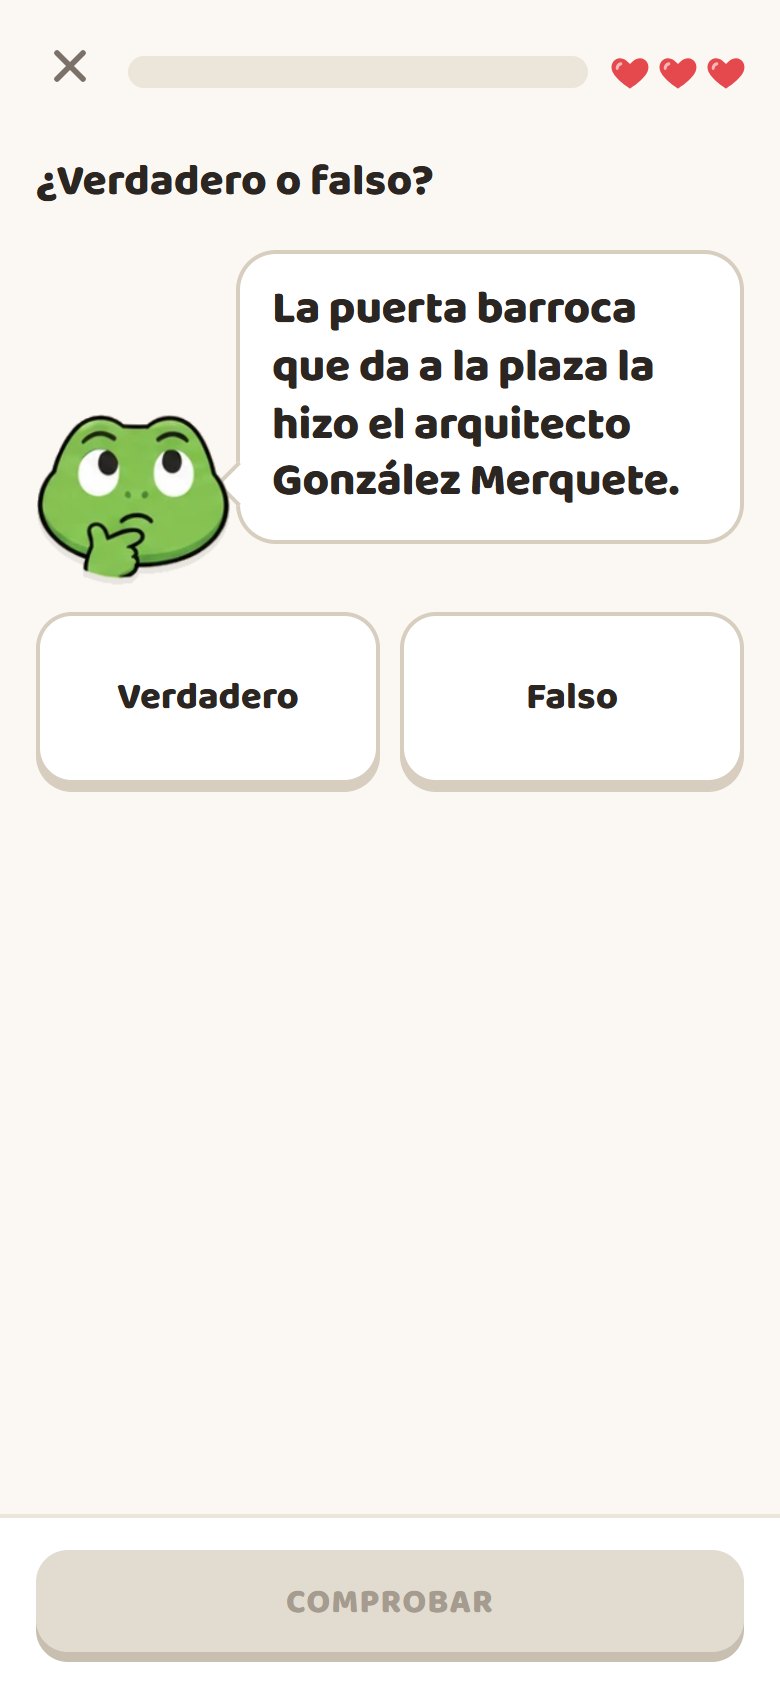 ¿Verdadero o falso?
La puerta barroca
que da a la plaza la
hizo el arquitecto
González Merquete.
Verdadero
Falso
COMPROBAR